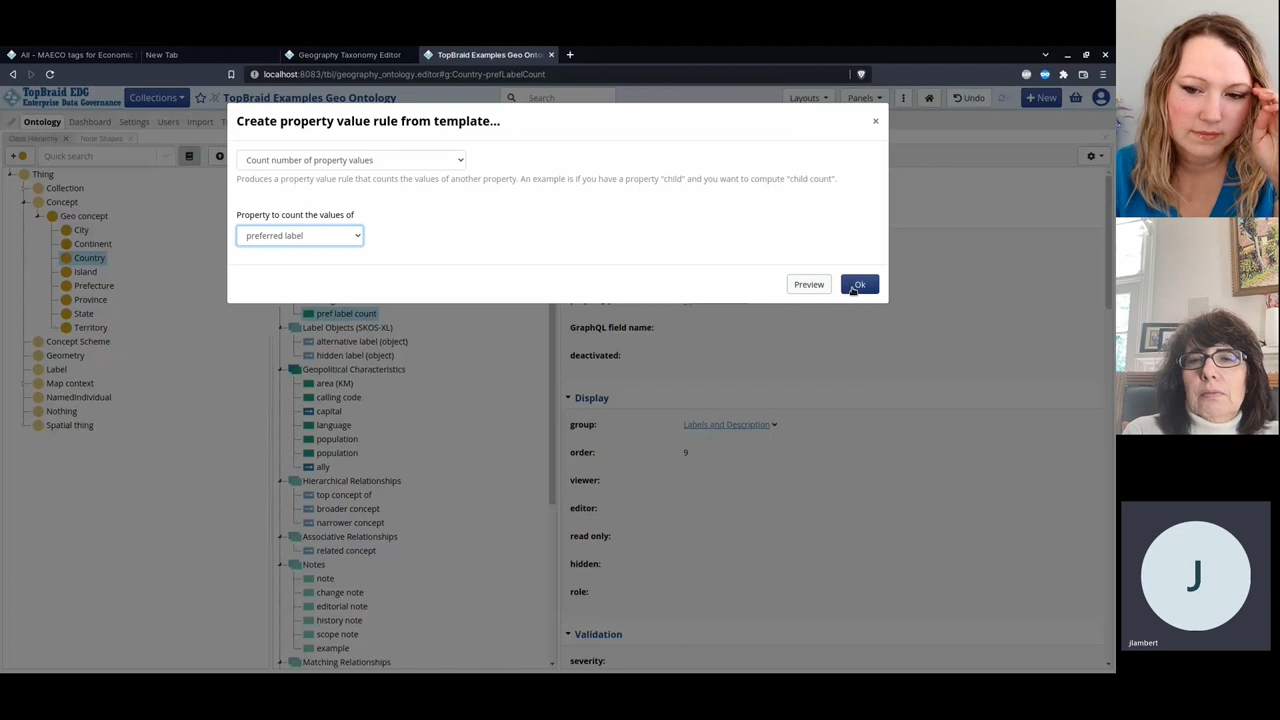 All - MAECO tags for Economic
New Tab
Geography Taxonomy Editor
TopBraid Examples Geo Onto
localhost:8083/tbl/geography_ontology.editor#g:Country-prefLabelCount
TopBraid EDG
Enterprise Data Governance
Collections
TopBraid Examples Geo Ontology
Search
Layouts
Panels
Undo
+ New
Ontology Dashboard Settings Users Import
Class Hierarchy × Node Shapes ×
Quick search
Thing
Collection
Concept
Geo concept
City
Continent
Country
Island
Prefecture
Province
State
Territory
Concept Scheme
Geometry
Label
Map context
NamedIndividual
Nothing
Spatial thing
Create property value rule from template...
×
Count number of property values
Produces a property value rule that counts the values of another property. An example is if you have a property "child" and you want to compute "child count".
Property to count the values of
preferred label
Preview
Ok
pref label count
Label Objects (SKOS-XL)
alternative label (object)
hidden label (object)
Geopolitical Characteristics
area (KM)
calling code
capital
language
population
population
ally
Hierarchical Relationships
top concept of
broader concept
narrower concept
Associative Relationships
related concept
Notes
note
change note
editorial note
history note
scope note
example
Matching Relationships
GraphQL field name:
deactivated:
Display
group: Labels and Description
order: 9
viewer:
editor:
read only:
hidden:
role:
Validation
severity:
J
jlambert